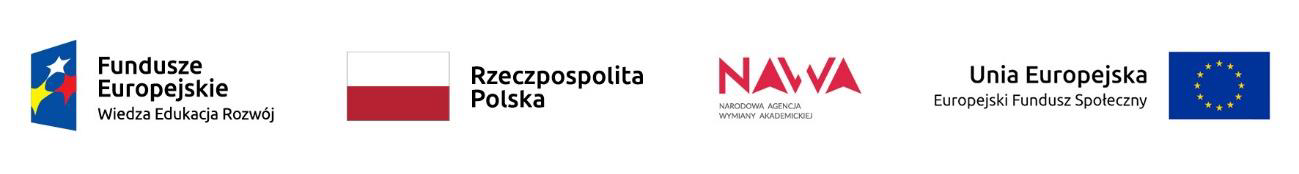 Fundusze
Europejskie
Wiedza Edukacja Rozwój
Rzeczpospolita
Polska
NAWA
NARODOWA AGENCJA
WYMIANY AKADEMICKIEJ
Unia Europejska
Europejski Fundusz Społeczny